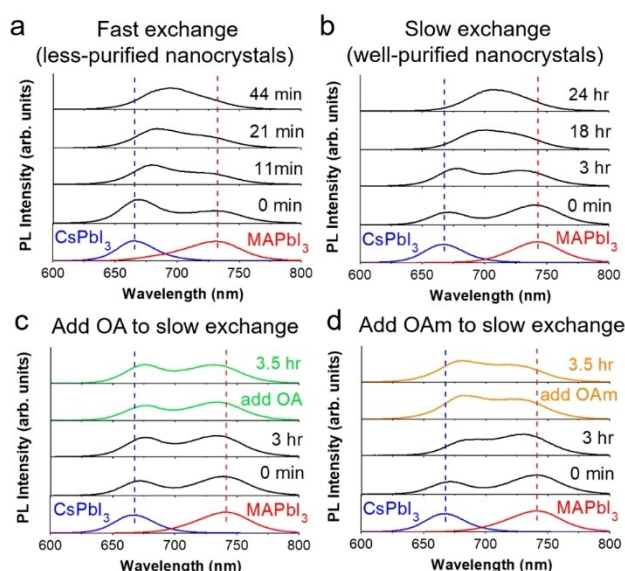 a
Fast exchange
(less-purified nanocrystals)
PL Intensity (arb. units)
44 min
21 min
11min
0 min
CsPbI3
MAPbI3
600 650 700 750 800
Wavelength (nm)
b
Slow exchange
(well-purified nanocrystals)
PL Intensity (arb. units)
24 hr
18 hr
3 hr
0 min
CsPbI3
MAPbI3
600 650 700 750 800
Wavelength (nm)
c
Add OA to slow exchange
PL Intensity (arb. units)
3.5 hr
add OA
3 hr
0 min
CsPbI3
MAPbI3
600 650 700 750 800
Wavelength (nm)
d
Add OAm to slow exchange
PL Intensity (arb. units)
3.5 hr
add OAm
3 hr
0 min
CsPbI3
MAPbI3
600 650 700 750 800
Wavelength (nm)